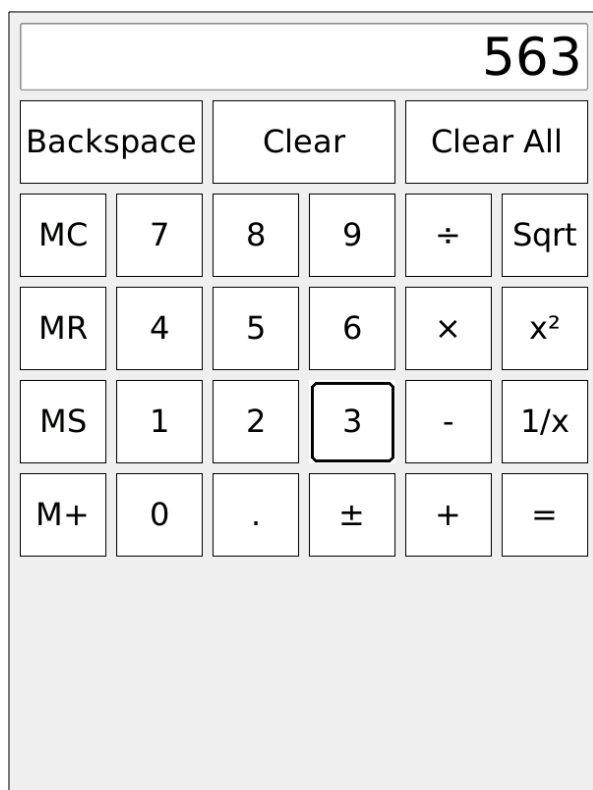 563
Backspace Clear Clear All
MC 7 8 9 ÷ Sqrt
MR 4 5 6 × x²
MS 1 2 3 - 1/x
M+ 0 . ± + =